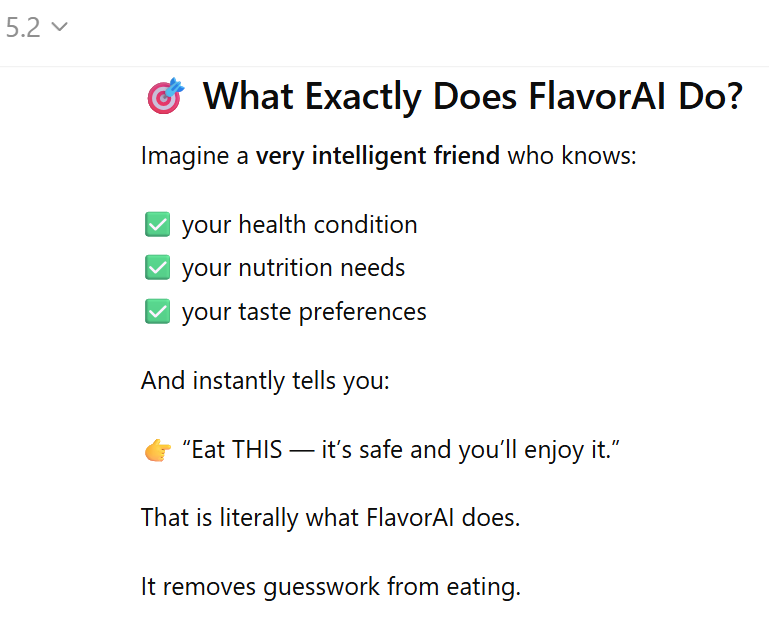 5.2
🎯 What Exactly Does FlavorAI Do?
Imagine a very intelligent friend who knows:
✅ your health condition
✅ your nutrition needs
✅ your taste preferences
And instantly tells you:
👉 “Eat THIS — it’s safe and you’ll enjoy it.”
That is literally what FlavorAI does.
It removes guesswork from eating.